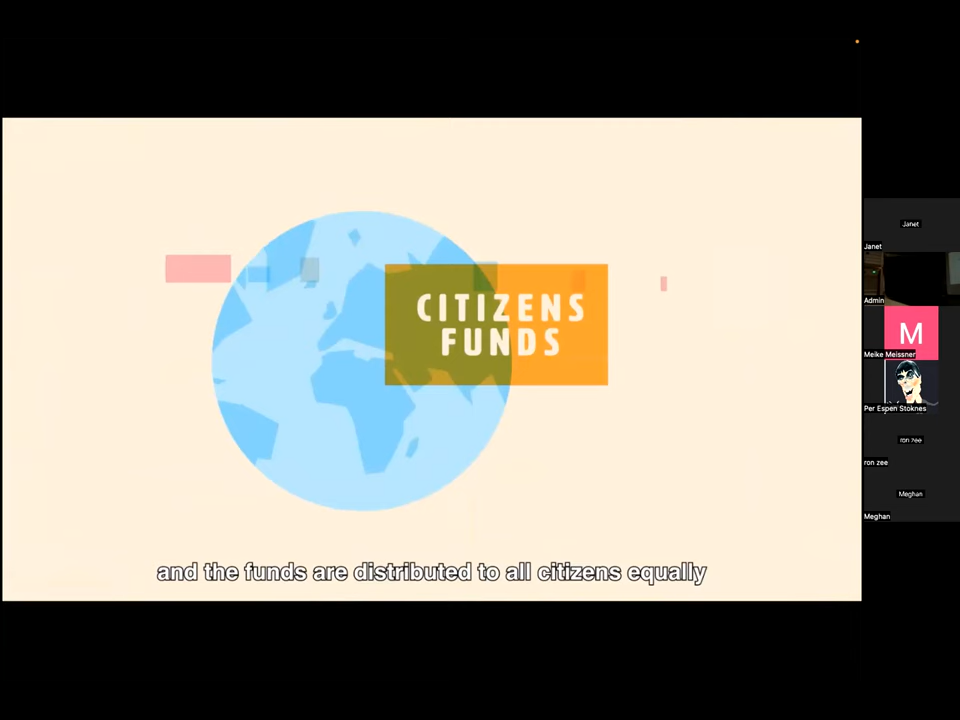 CITIZENS
FUNDS
and the funds are distributed to all citizens equally
Janet
Janet
Admin
M
Meike Meissner
Per Espen Stoknes
ron zee
ron zee
Meghan
Meghan